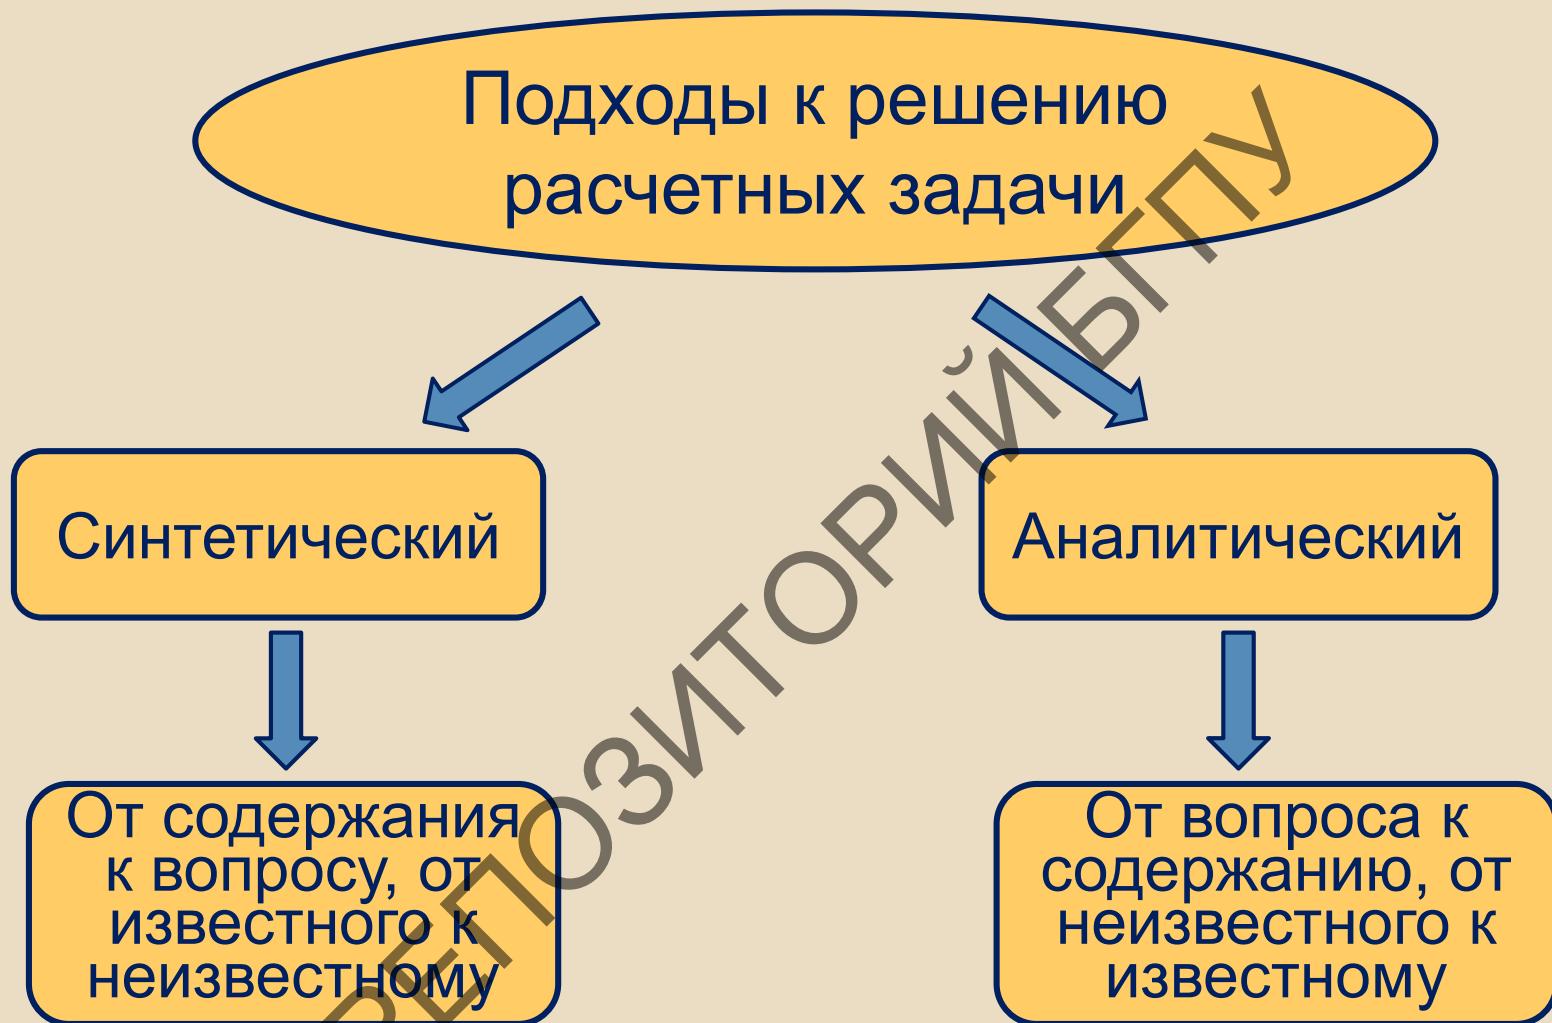 Подходы к решению
расчетных задачи
Синтетический
Аналитический
От содержания
к вопросу, от
известного к
неизвестному
От вопроса к
содержанию, от
неизвестного к
известному
РЕПОЗИТОРИЙ БГПУ